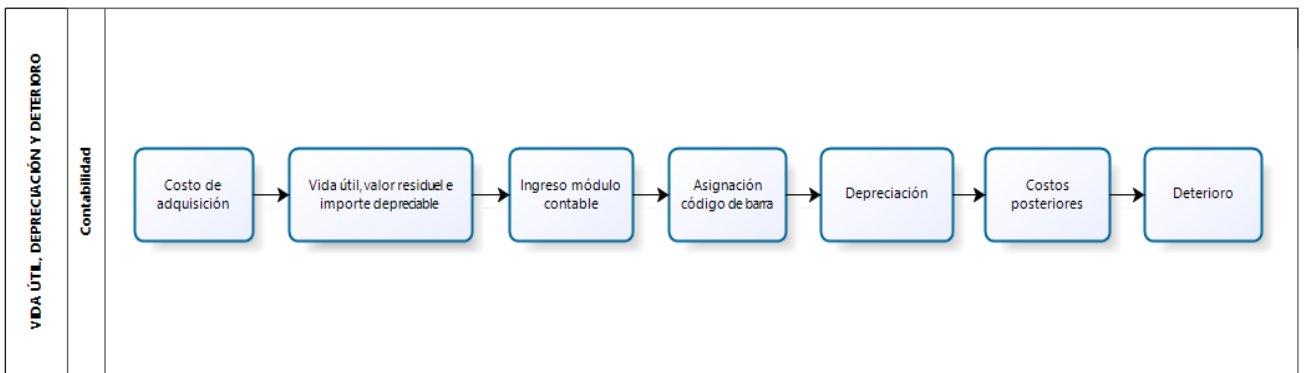 VIDA ÚTIL, DEPRECIACIÓN Y DETERIORO
Contabilidad
Costo de
adquisición
Vida útil, valor residuel e
importe depreciable
Ingreso módulo
contable
Asignación
código de barra
Depreciación
Costos
posteriores
Deterioro